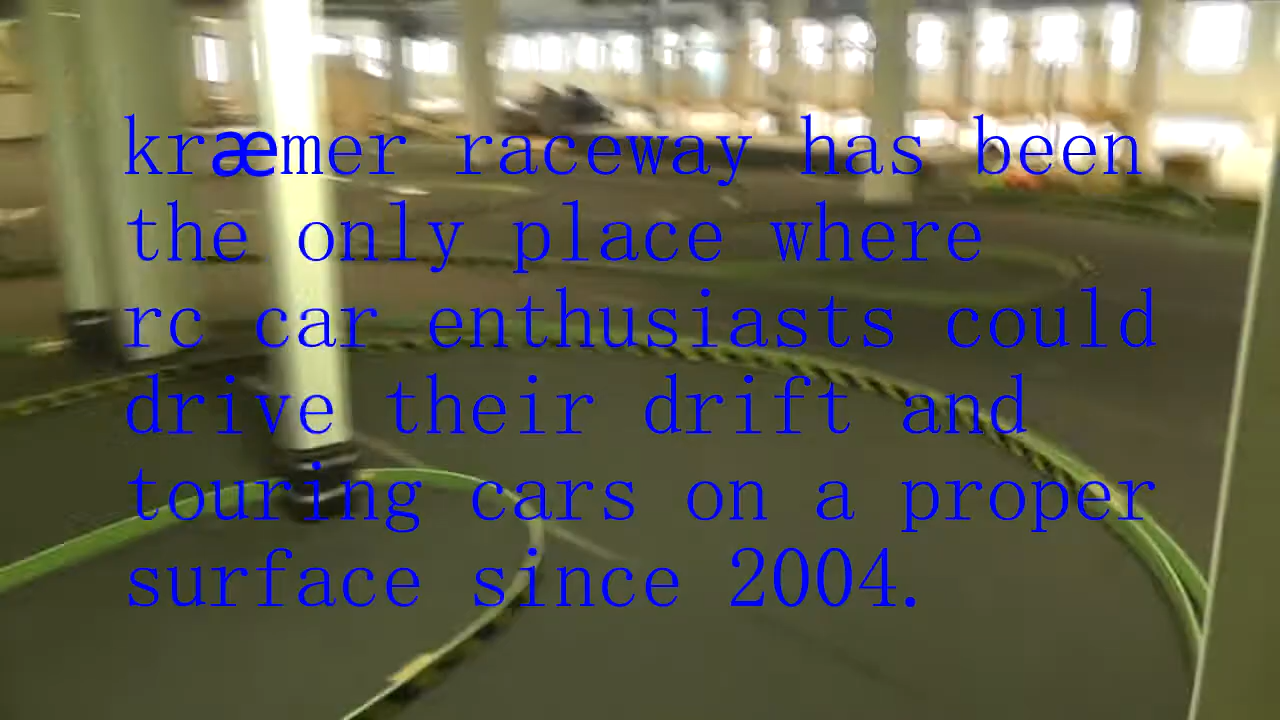 kræmer raceway has been
the only place where
rc car enthusiasts could
drive their drift and
touring cars on a proper
surface since 2004.